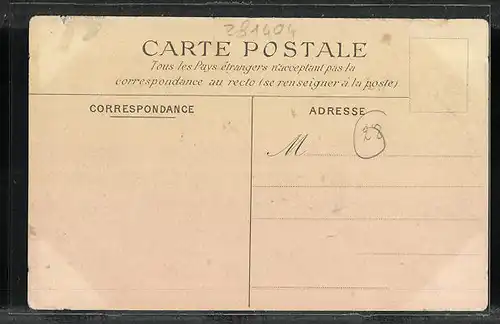 281404
CARTE POSTALE
Tous les Pays étrangers n'acceptant pas la
correspondance au recto (se renseigner à la poste)
CORRESPONDANCE
ADRESSE
28
M